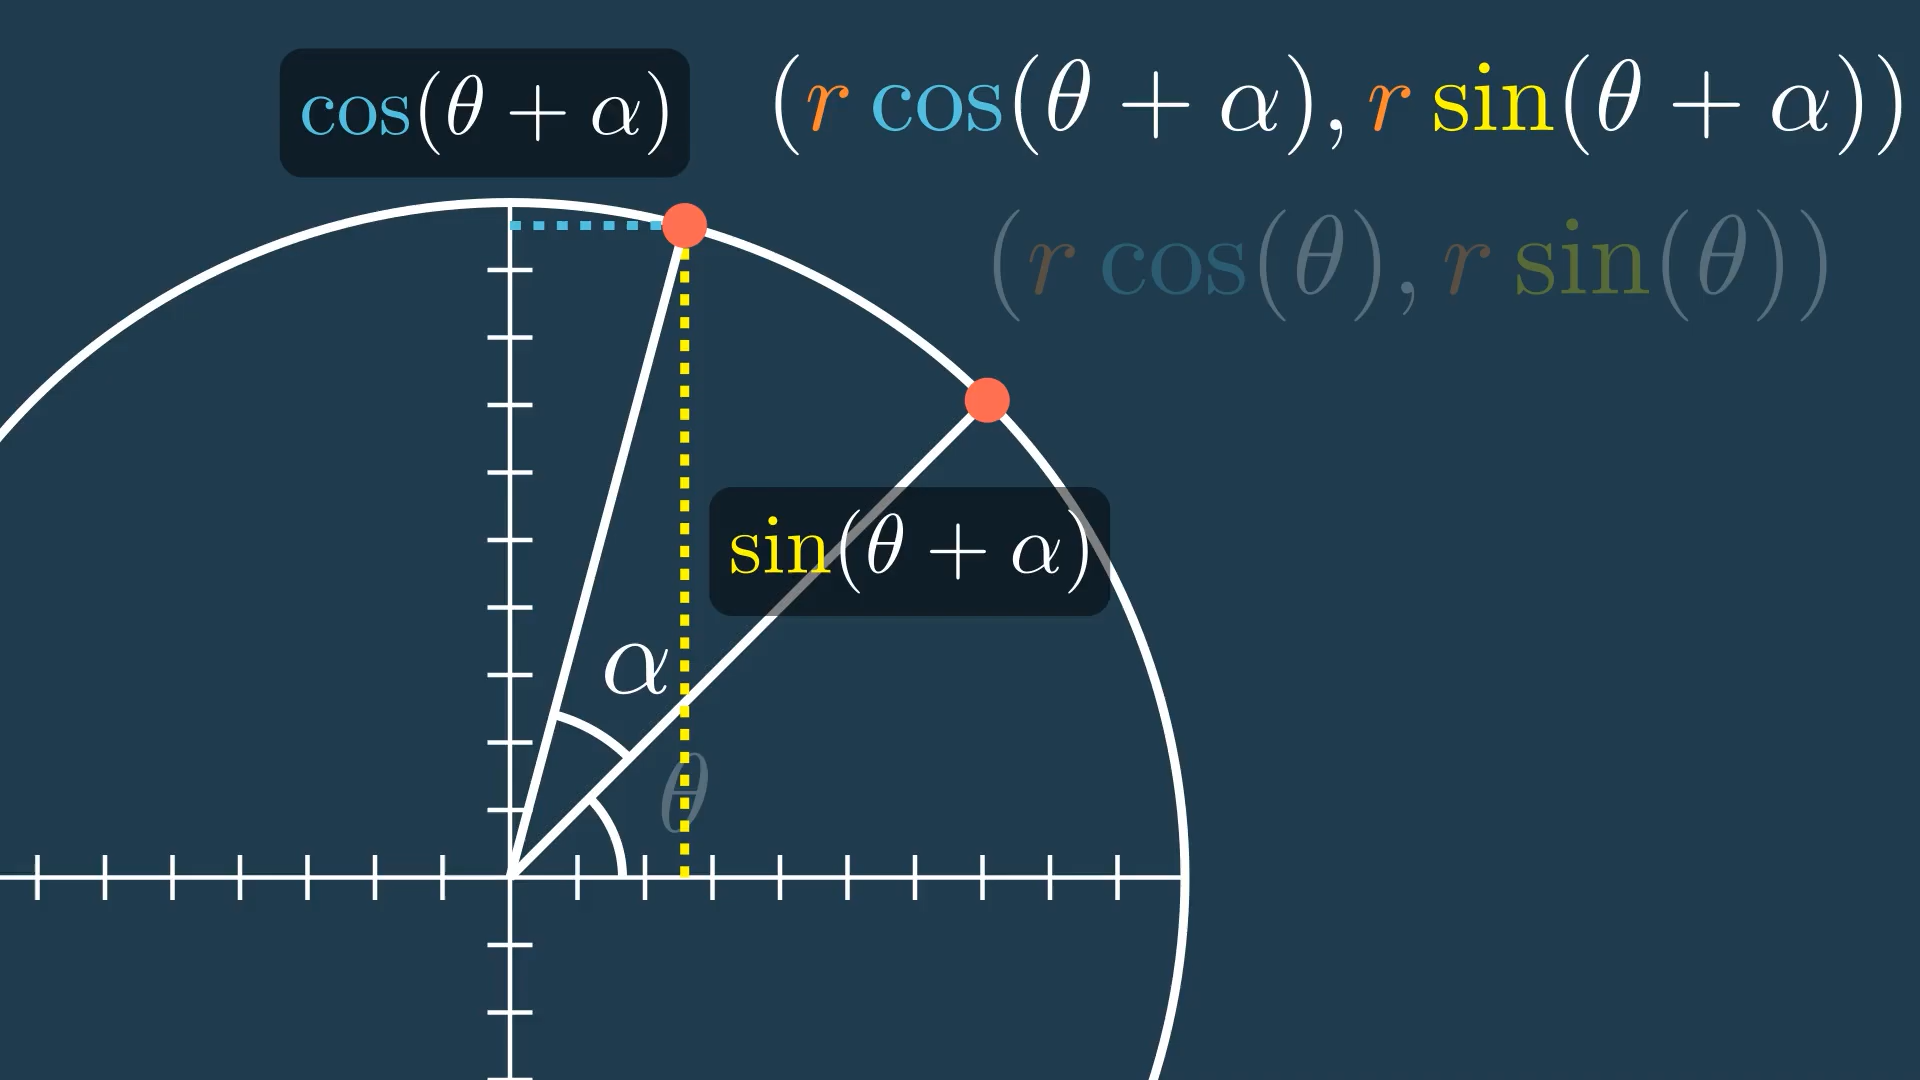 cos(θ + α)
(r cos(θ + α), r sin(θ + α))
(r cos(θ), r sin(θ))
sin(θ + α)
α
θ